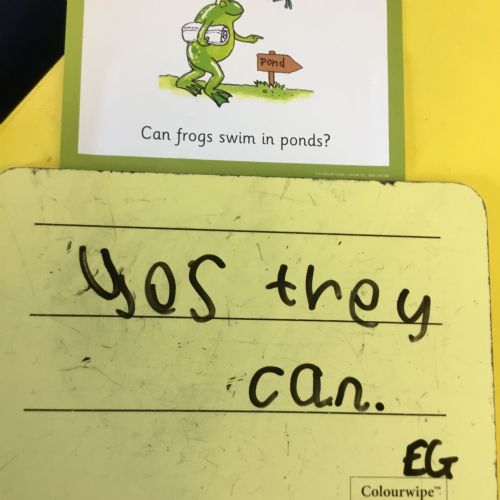 Pond
Can frogs swim in ponds?
yos they
can.
EG
Colourwipe™